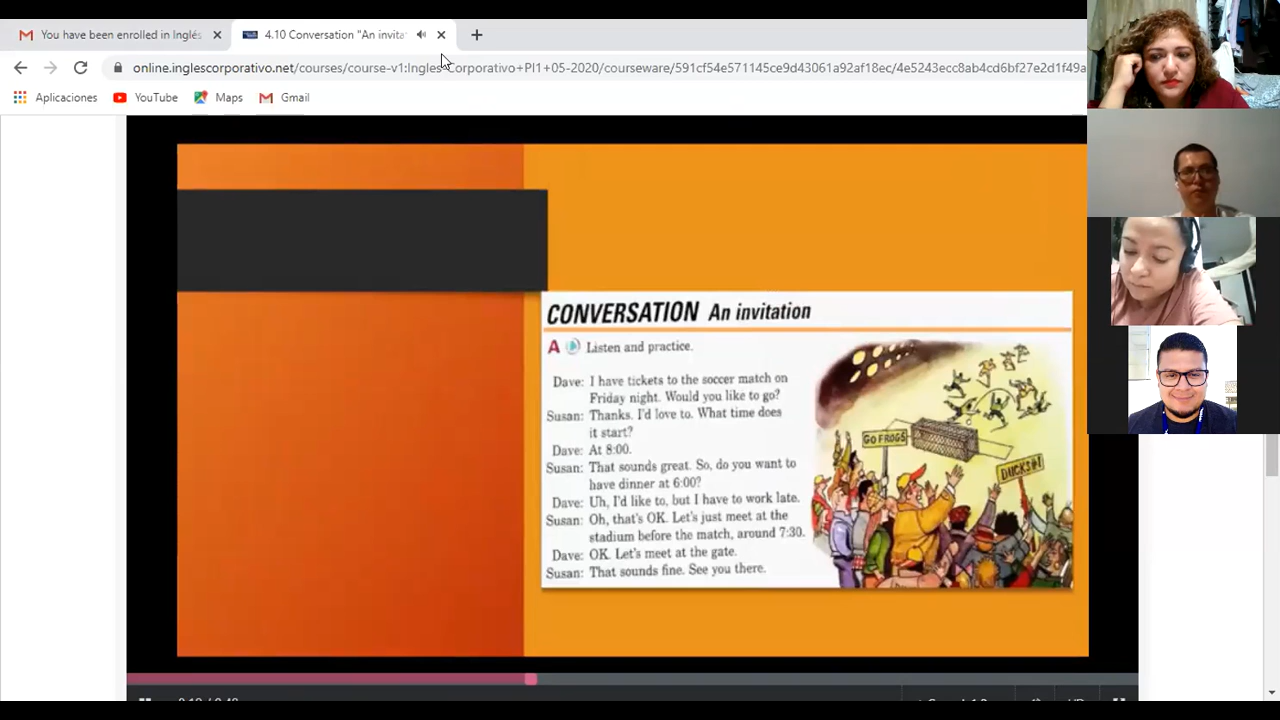 You have been enrolled in Inglés
4.10 Conversation "An invita
online.inglescorporativo.net/courses/course-v1:Ingles-Corporativo+PI1+05-2020/courseware/591cf54e571145ce9d43061a92af18ec/4e5243ecc8ab4cd6bf27e2d1f49a
Aplicaciones
YouTube
Maps
Gmail
CONVERSATION An invitation
A Listen and practice.
Dave: I have tickets to the soccer match on
Friday night. Would you like to go?
Susan: Thanks. I'd love to. What time does
it start?
Dave: At 8:00.
Susan: That sounds great. So, do you want to
have dinner at 6:00?
Dave: Uh, I'd like to, but I have to work late.
Susan: Oh, that's OK. Let's just meet at the
stadium before the match, around 7:30.
Dave: OK. Let's meet at the gate.
Susan: That sounds fine. See you there.
GO FROGS